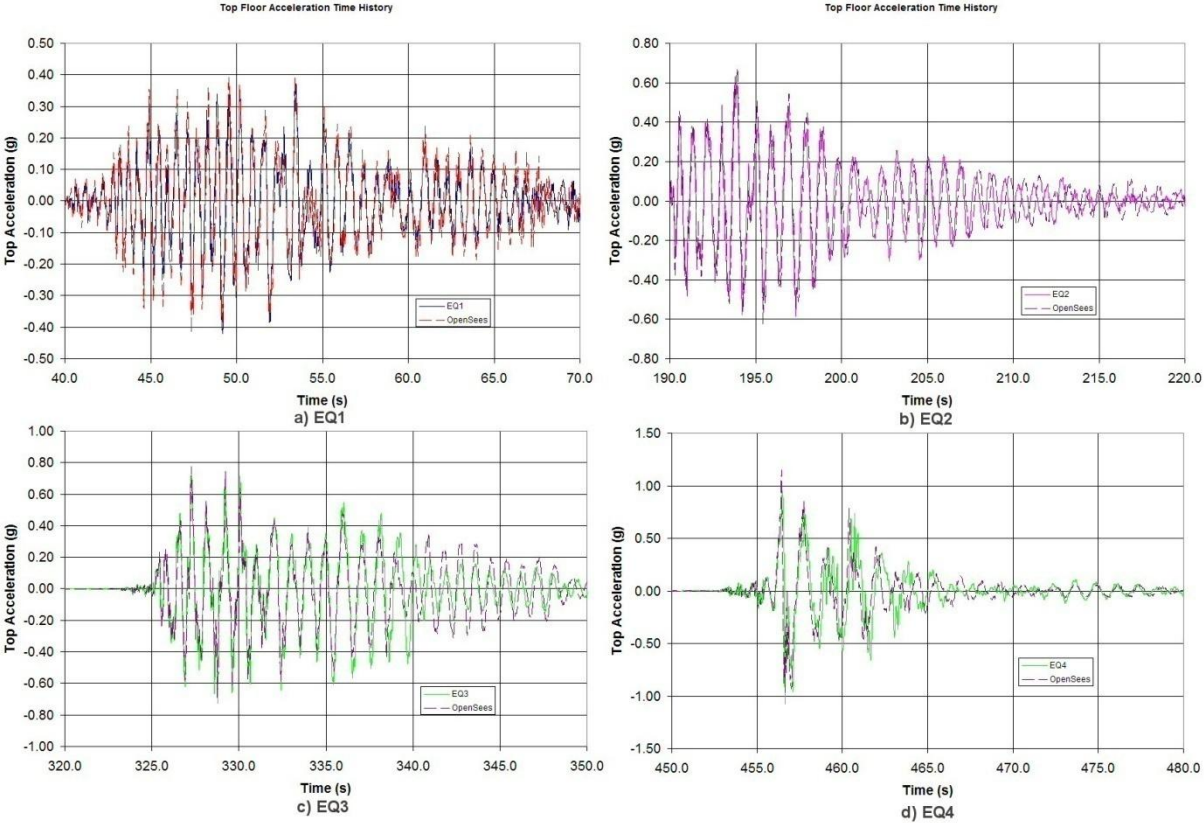 Top Floor Acceleration Time History
Top Acceleration (g)
0.50
0.40
0.30
0.20
0.10
0.00
-0.10
-0.20
-0.30
-0.40
-0.50
40.0 45.0 50.0 55.0 60.0 65.0 70.0
EQ1
OpenSees
Time (s)
a) EQ1
Top Floor Acceleration Time History
Top Acceleration (g)
0.80
0.60
0.40
0.20
0.00
-0.20
-0.40
-0.60
-0.80
190.0 195.0 200.0 205.0 210.0 215.0 220.0
EQ2
OpenSees
Time (s)
b) EQ2
Top Acceleration (g)
1.00
0.80
0.60
0.40
0.20
0.00
-0.20
-0.40
-0.60
-0.80
-1.00
320.0 325.0 330.0 335.0 340.0 345.0 350.0
EQ3
OpenSees
Time (s)
c) EQ3
Top Acceleration (g)
1.50
1.00
0.50
0.00
-0.50
-1.00
-1.50
450.0 455.0 460.0 465.0 470.0 475.0 480.0
EQ4
OpenSees
Time (s)
d) EQ4